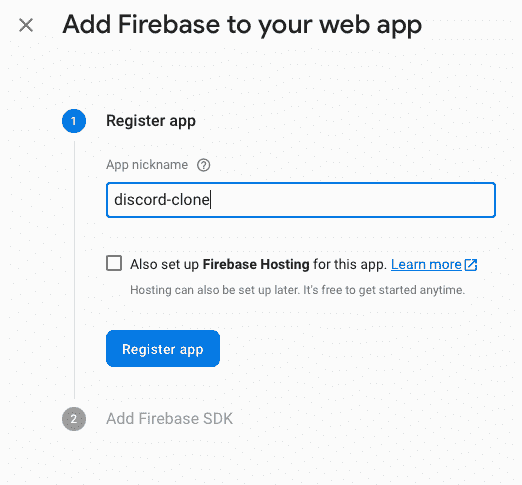 Add Firebase to your web app
1
Register app
App nickname
discord-clone
Also set up Firebase Hosting for this app. Learn more
Hosting can also be set up later. It's free to get started anytime.
Register app
2
Add Firebase SDK